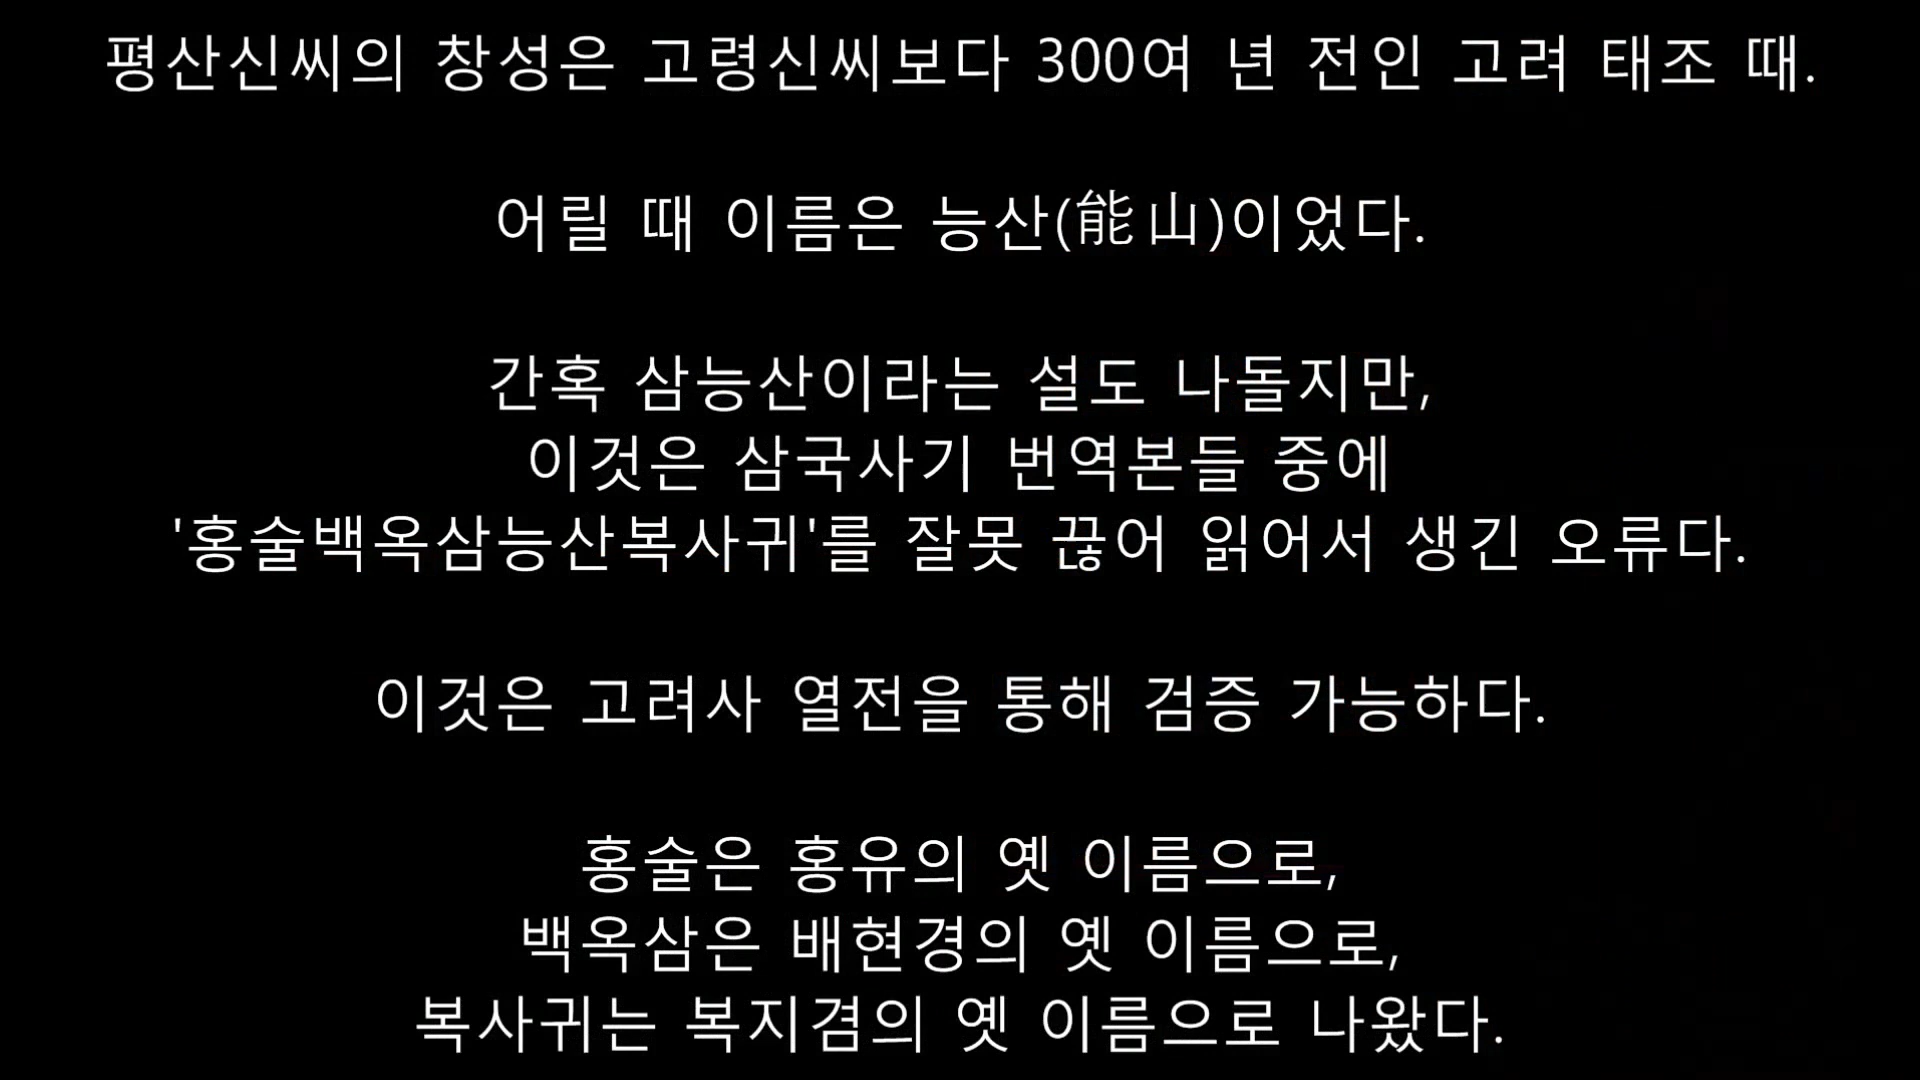 평산신씨의 창성은 고령신씨보다 300여 년 전인 고려 태조 때.
어릴 때 이름은 능산(能山)이었다.
간혹 삼능산이라는 설도 나돌지만,
이것은 삼국사기 번역본들 중에
'홍술백옥삼능산복사귀'를 잘못 끊어 읽어서 생긴 오류다.
이것은 고려사 열전을 통해 검증 가능하다.
홍술은 홍유의 옛 이름으로,
백옥삼은 배현경의 옛 이름으로,
복사귀는 복지겸의 옛 이름으로 나왔다.